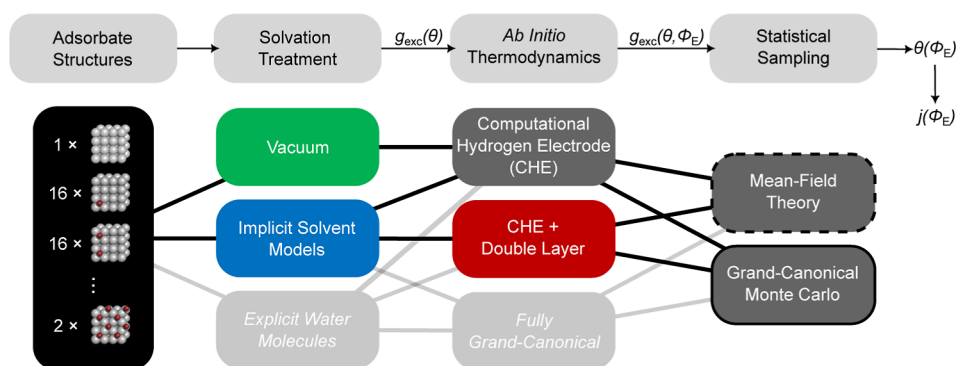 Adsorbate
Structures
Solvation
Treatment
gexc(θ)
Ab Initio
Thermodynamics
gexc(θ,ΦE)
Statistical
Sampling
θ(ΦE)
j(ΦE)
1 ×
16 ×
16 ×
⋮
2 ×
Vacuum
Implicit Solvent
Models
Explicit Water
Molecules
Computational
Hydrogen Electrode
(CHE)
CHE +
Double Layer
Fully
Grand-Canonical
Mean-Field
Theory
Grand-Canonical
Monte Carlo